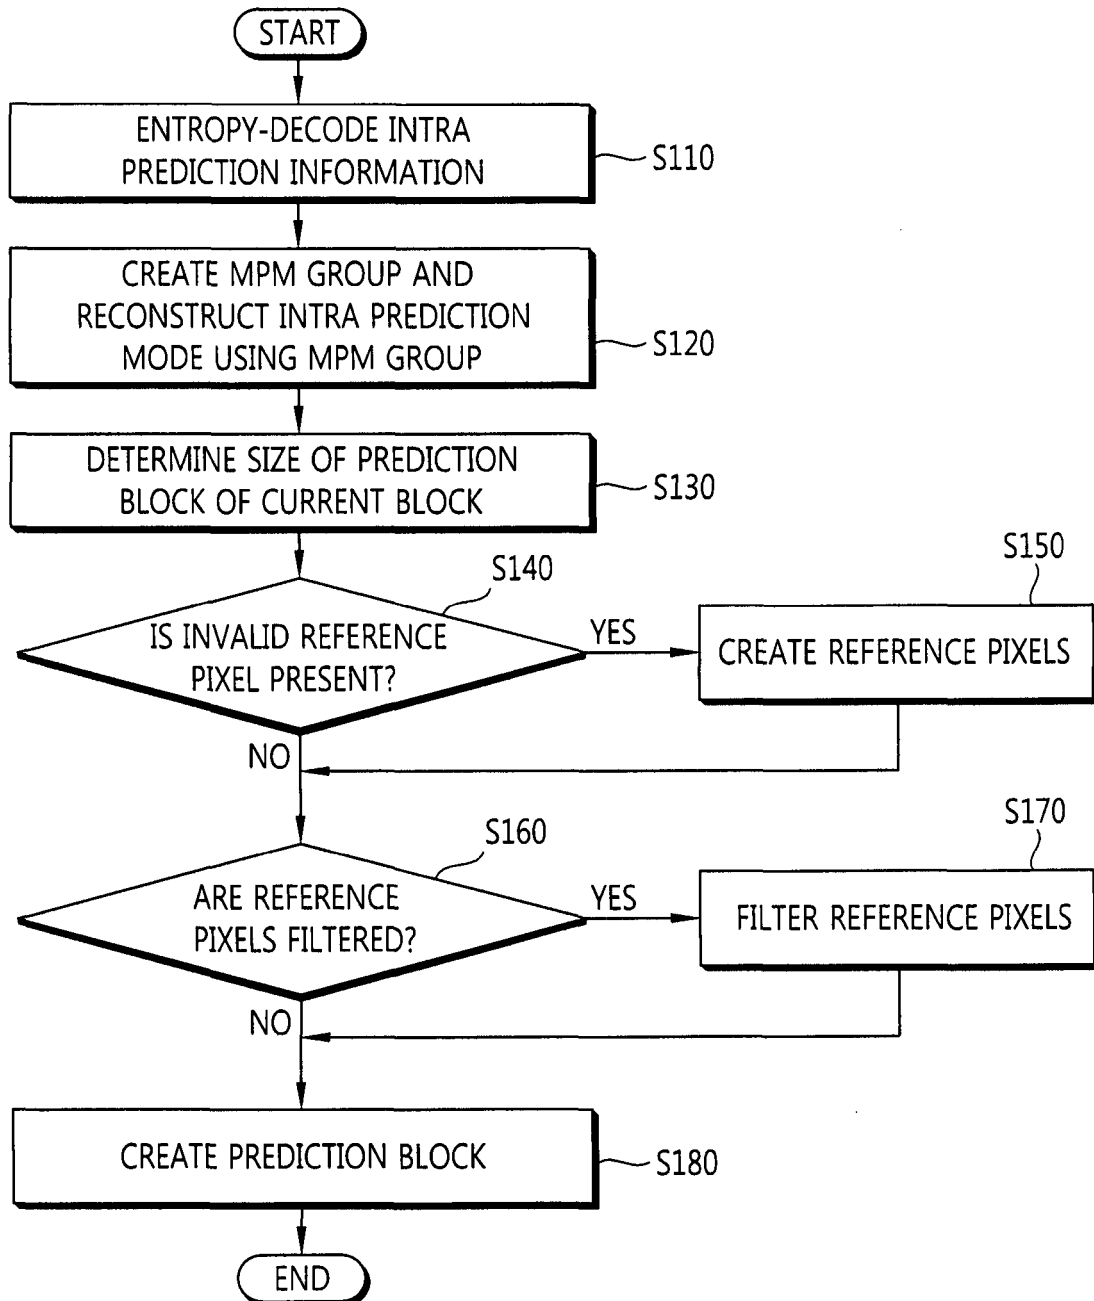 START
ENTROPY-DECODE INTRA
PREDICTION INFORMATION
S110
CREATE MPM GROUP AND
RECONSTRUCT INTRA PREDICTION
MODE USING MPM GROUP
S120
DETERMINE SIZE OF PREDICTION
BLOCK OF CURRENT BLOCK
S130
S140
IS INVALID REFERENCE
PIXEL PRESENT?
YES
S150
CREATE REFERENCE PIXELS
NO
S160
ARE REFERENCE
PIXELS FILTERED?
YES
S170
FILTER REFERENCE PIXELS
NO
CREATE PREDICTION BLOCK
S180
END